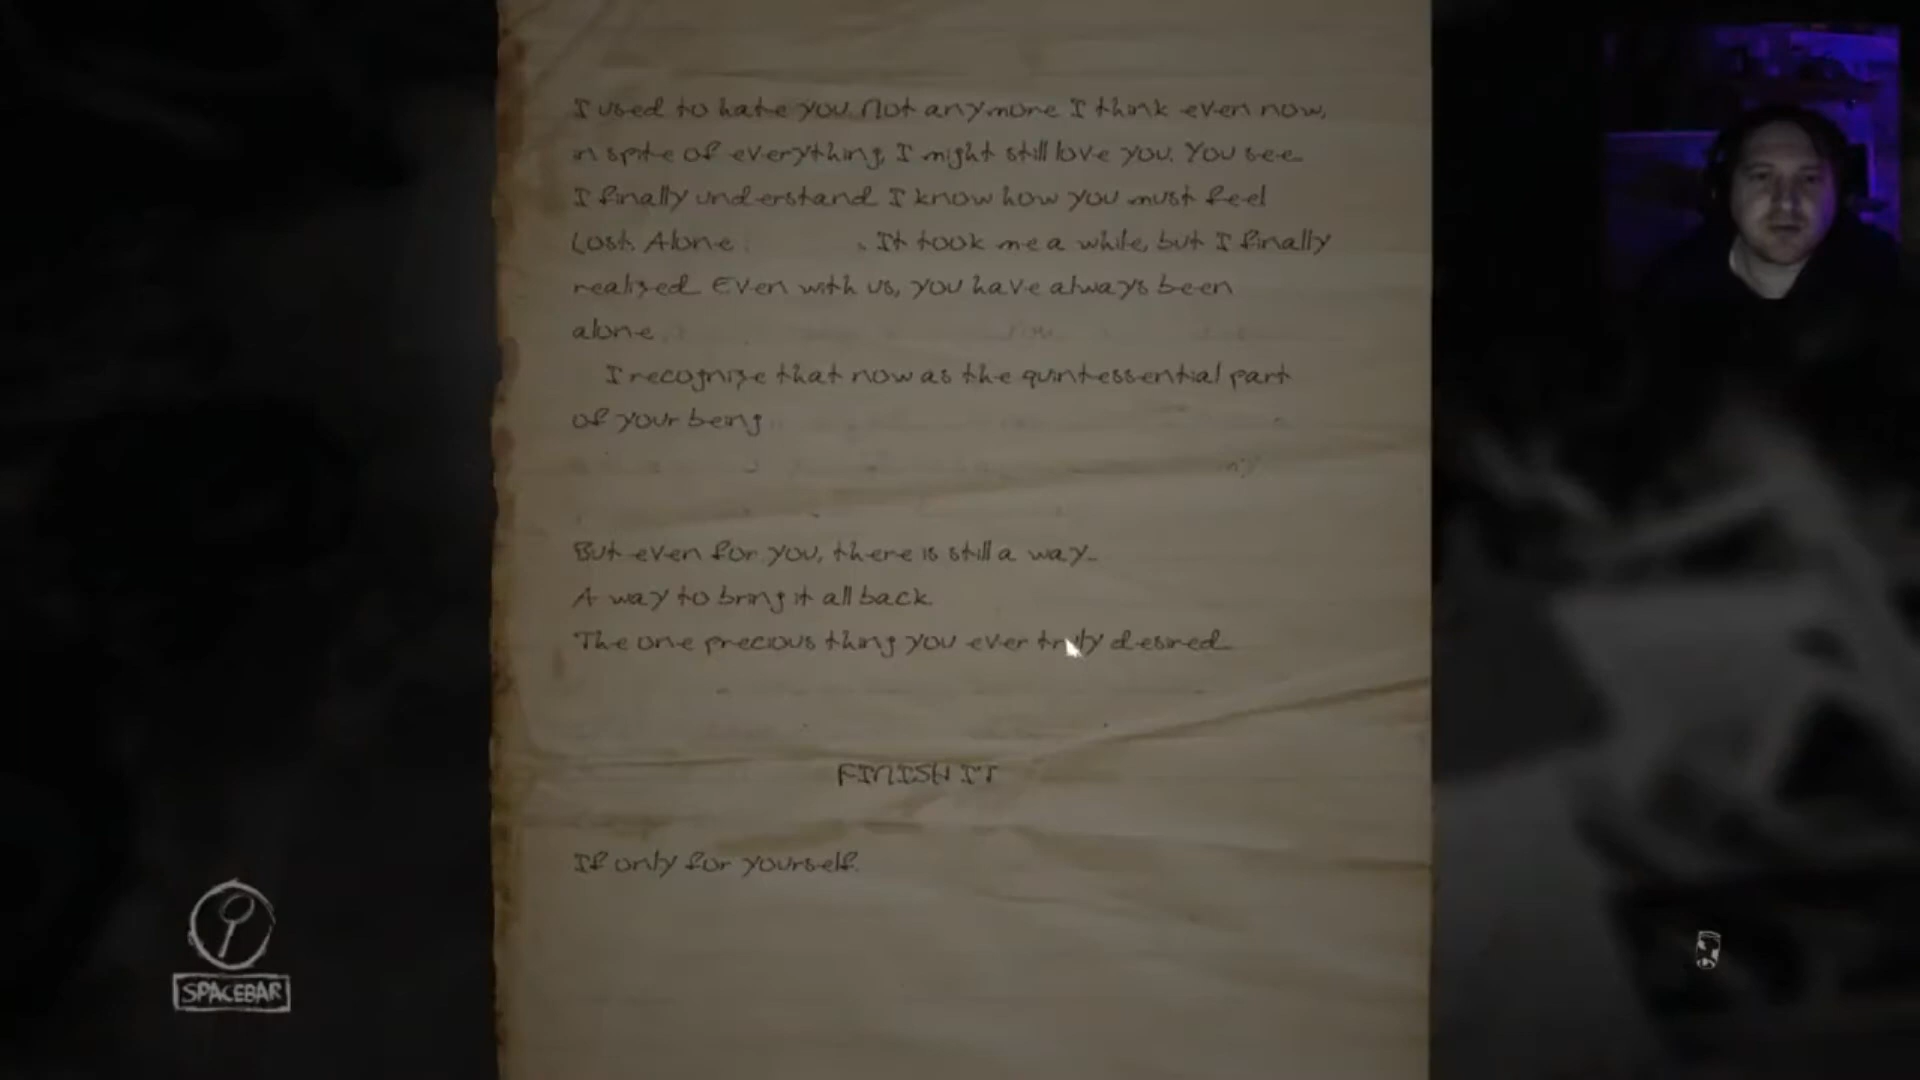 I used to hate you. Not anymore I think even now,
in spite of everything, I might still love you. You see..
I finally understand I know how you must feel
Lost. Alone . It took me a while, but I finally
realized Even with us, you have always been
alone.
I recognize that now as the quintessential part
of your being
But even for you, there is still a way..
A way to bring it all back.
The one precious thing you ever truly desired..
FINISH IT
If only for yourself.
SPACEBAR